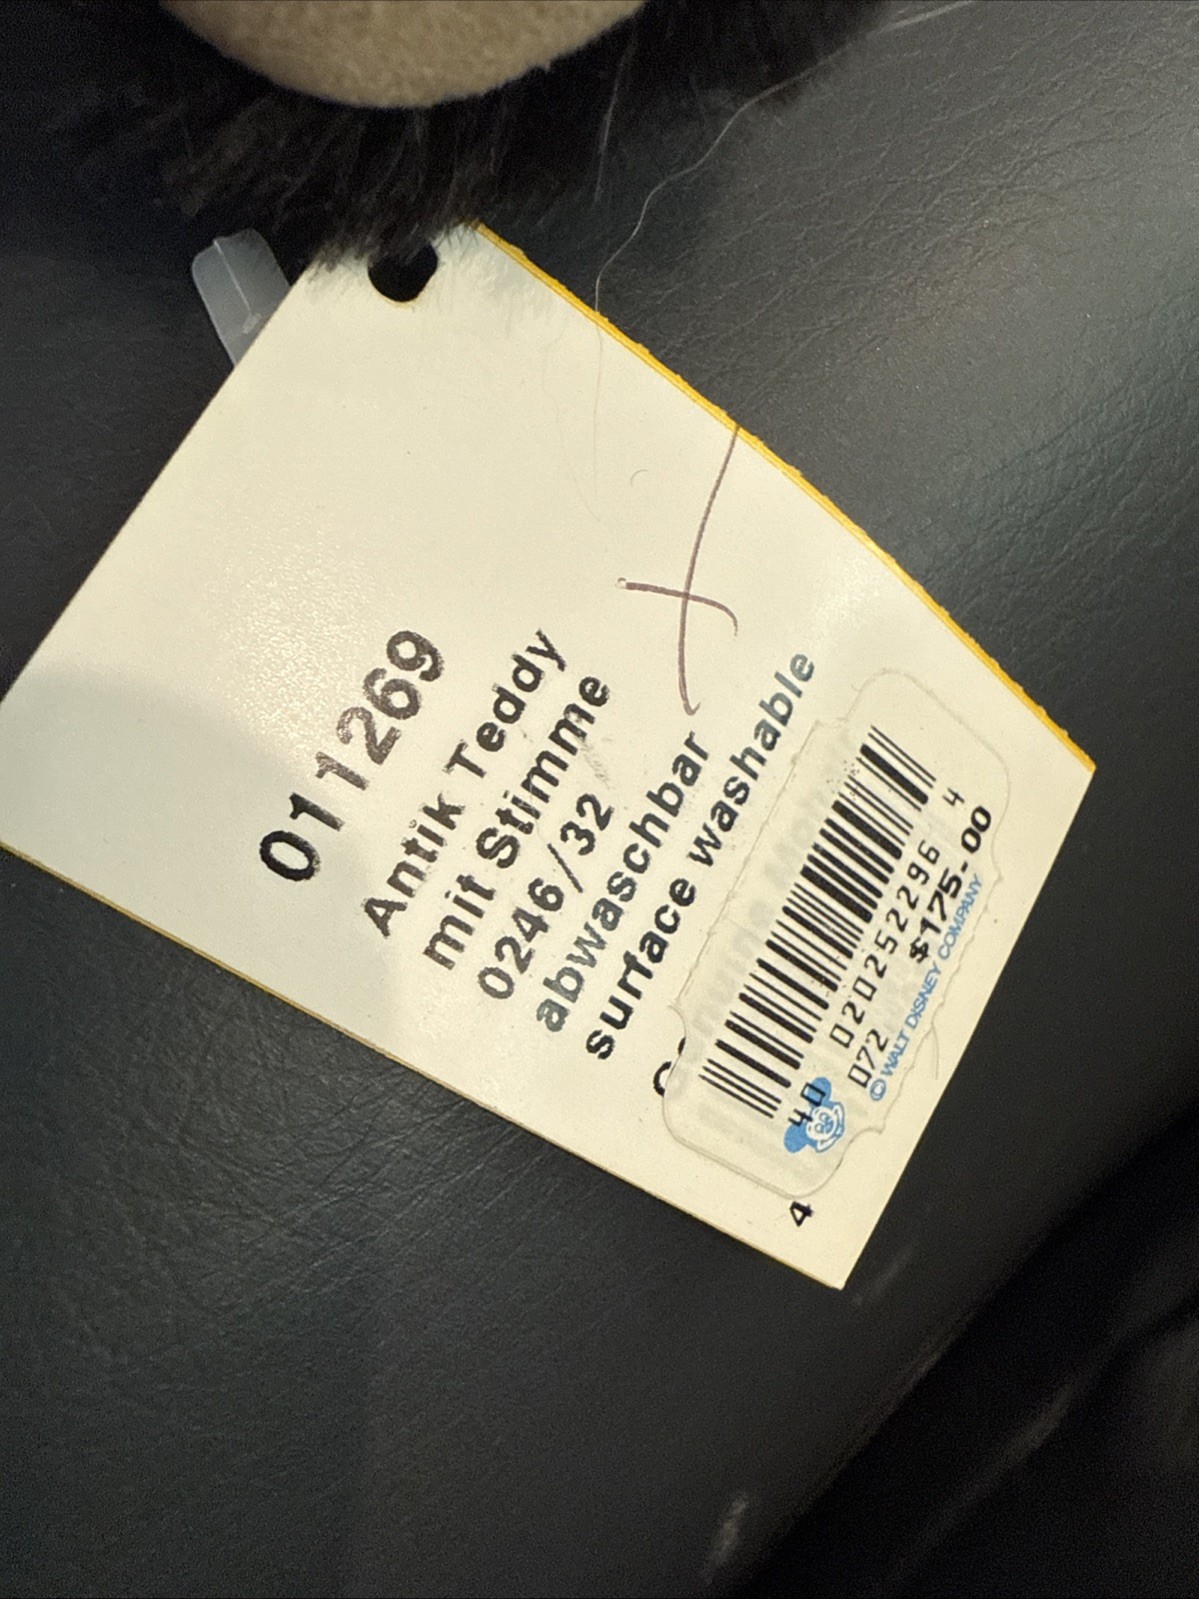 011269
Antik Teddy
mit Stimme
0246/32
abwaschbar
surface washable
40 0202522296 4
072 $175.00
© WALT DISNEY COMPANY
4